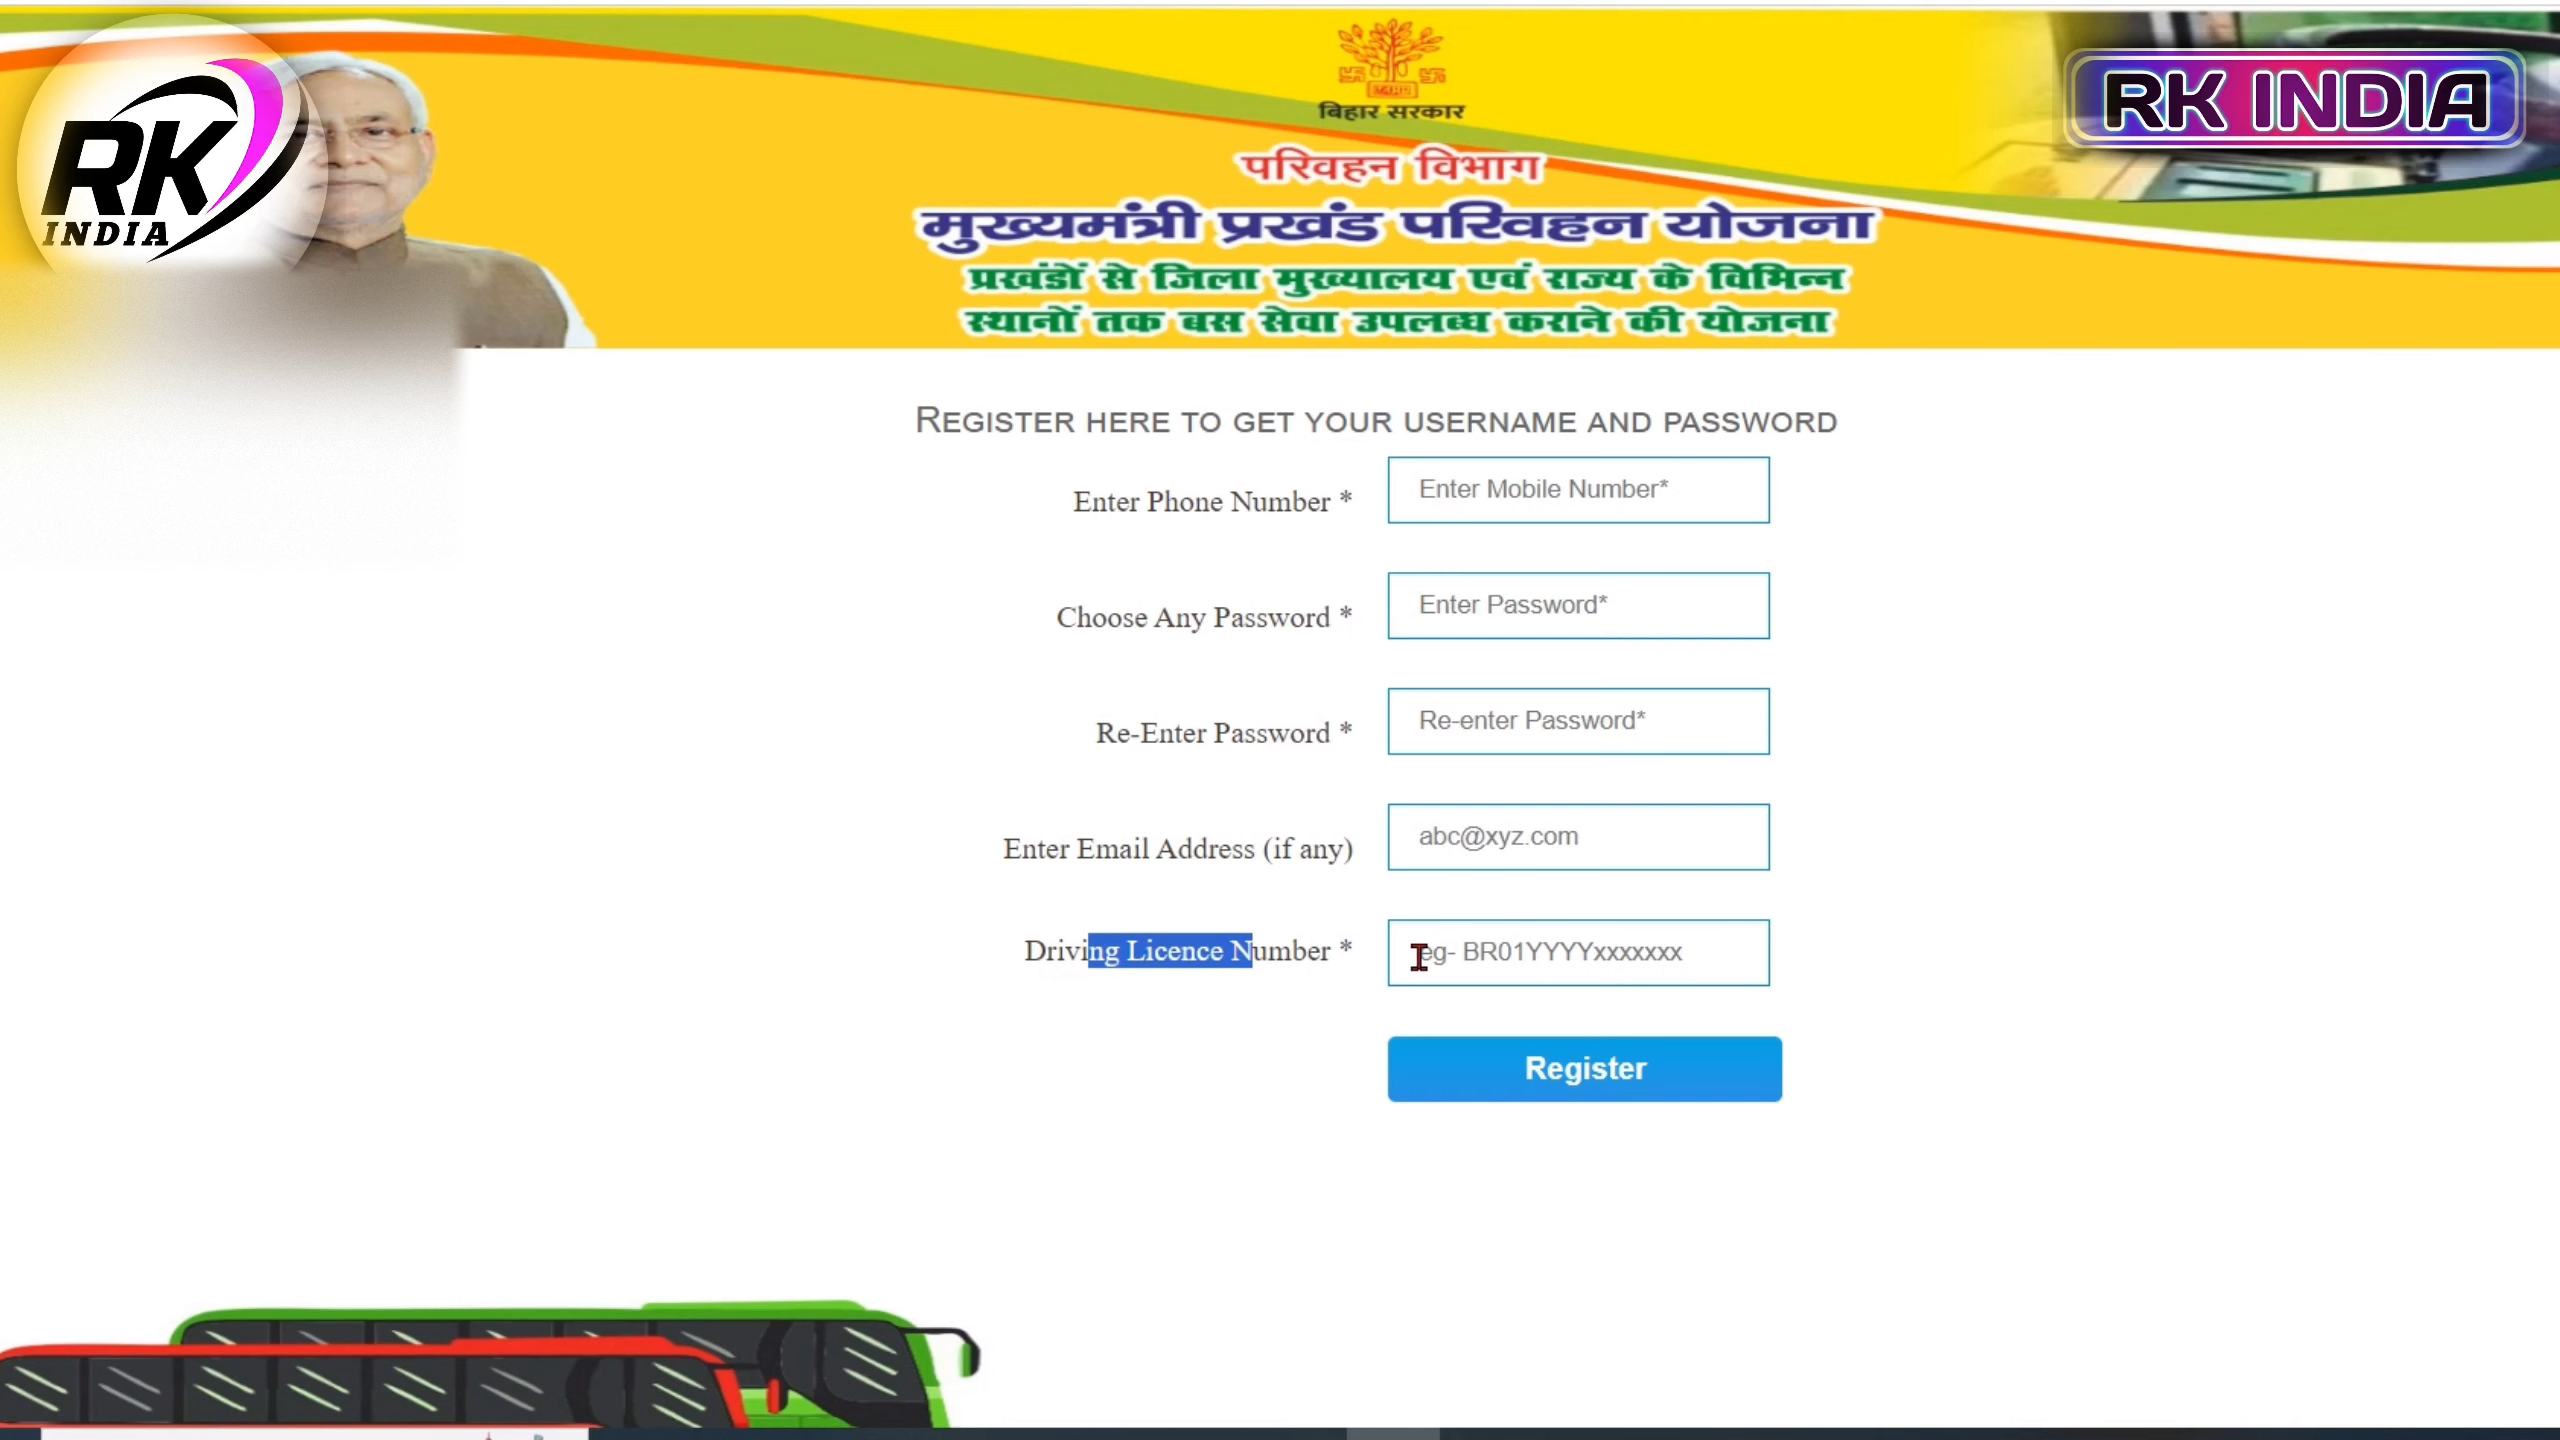 RK
INDIA
RK INDIA
बिहार सरकार
परिवहन विभाग
मुख्यमंत्री प्रखंड परिवहन योजना
प्रखंडों से जिला मुख्यालय एवं राज्य के विभिन्न
स्थानों तक बस सेवा उपलब्ध कराने की योजना
REGISTER HERE TO GET YOUR USERNAME AND PASSWORD
Enter Phone Number * Enter Mobile Number*
Choose Any Password * Enter Password*
Re-Enter Password * Re-enter Password*
Enter Email Address (if any) abc@xyz.com
Driving Licence Number * eg- BR01YYYYxxxxxxx
Register